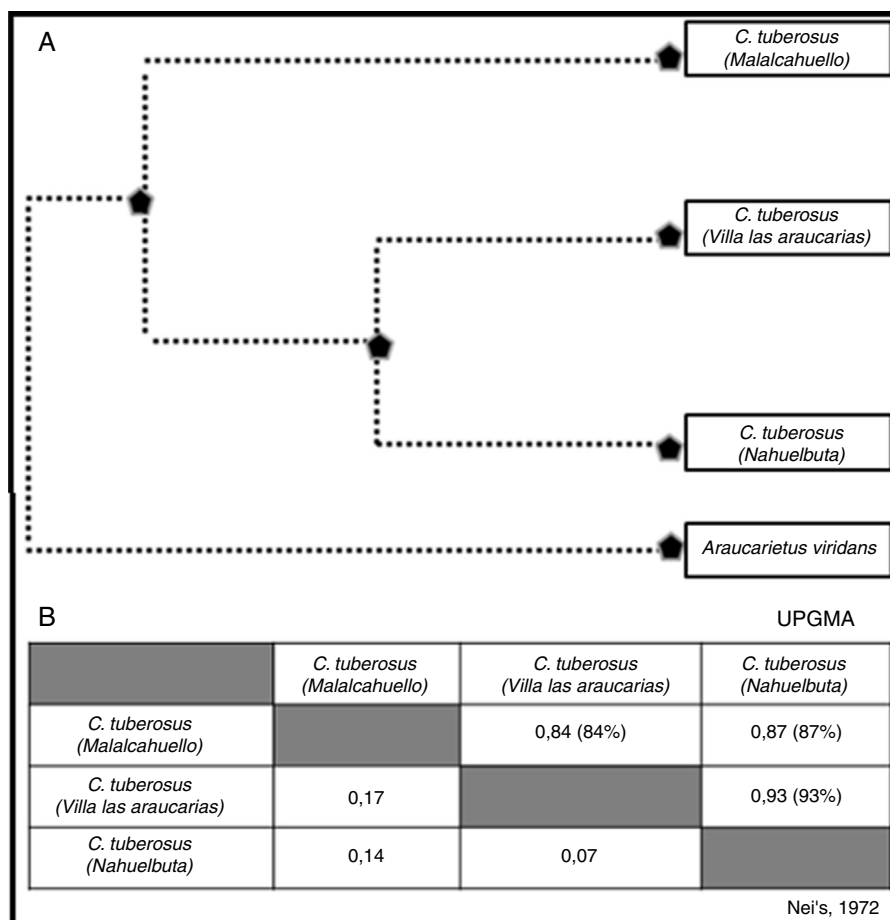 A
C. tuberosus
(Malalcahuello)
C. tuberosus
(Villa las araucarias)
C. tuberosus
(Nahuelbuta)
Araucarietus viridans
B
UPGMA
C. tuberosus
(Malalcahuello)
C. tuberosus
(Villa las araucarias)
C. tuberosus
(Nahuelbuta)
C. tuberosus
(Malalcahuello)
0,84 (84%)
0,87 (87%)
C. tuberosus
(Villa las araucarias)
0,17
0,93 (93%)
C. tuberosus
(Nahuelbuta)
0,14
0,07
Nei's, 1972